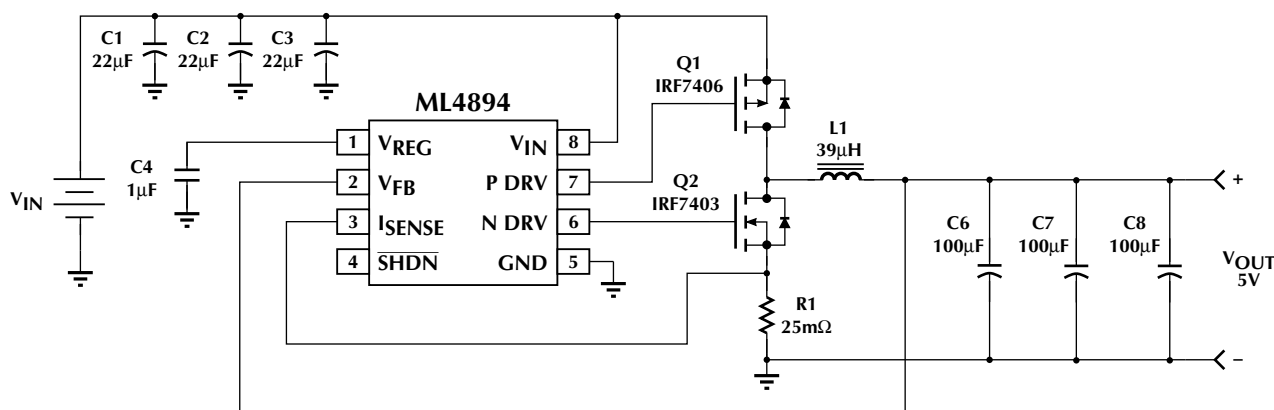 C1
22µF
C2
22µF
C3
22µF
Q1
IRF7406
ML4894
L1
39µH
1
VREG
VIN
8
C4
1µF
2
VFB
P DRV
7
VIN
Q2
IRF7403
+
3
ISENSE
N DRV
6
C6
100µF
C7
100µF
C8
100µF
4
SHDN
GND
5
VOUT
5V
R1
25mΩ
–